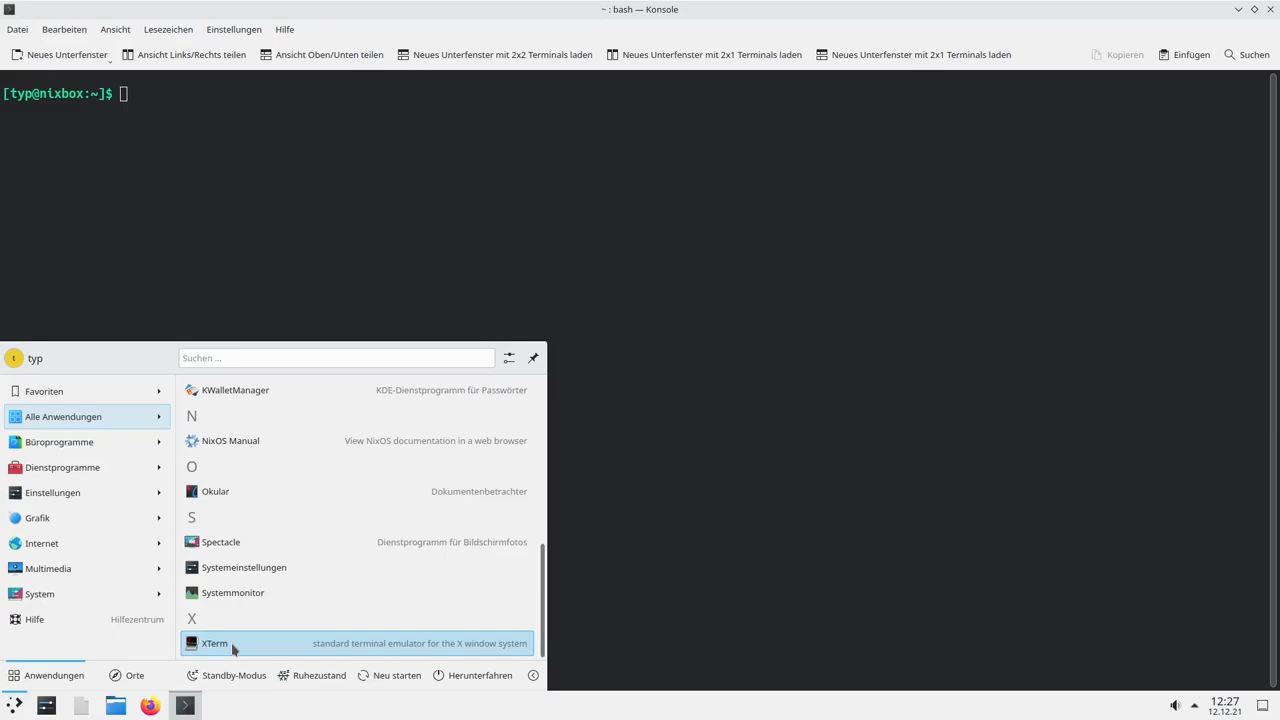 ~ : bash — Konsole
Datei Bearbeiten Ansicht Lesezeichen Einstellungen Hilfe
Neues Unterfenster Ansicht Links/Rechts teilen Ansicht Oben/Unten teilen Neues Unterfenster mit 2x2 Terminals laden Neues Unterfenster mit 2x1 Terminals laden Neues Unterfenster mit 2x1 Terminals laden Kopieren Einfügen Suchen
[typ@nixbox:~]$
t typ Suchen ...
Favoriten
Alle Anwendungen
Büroprogramme
Dienstprogramme
Einstellungen
Grafik
Internet
Multimedia
System
Hilfe Hilfezentrum
KWalletManager KDE-Dienstprogramm für Passwörter
N
NixOS Manual View NixOS documentation in a web browser
O
Okular Dokumentenbetrachter
S
Spectacle Dienstprogramm für Bildschirmfotos
Systemeinstellungen
Systemmonitor
X
XTerm standard terminal emulator for the X window system
Anwendungen Orte Standby-Modus Ruhezustand Neu starten Herunterfahren
12:27
12.12.21